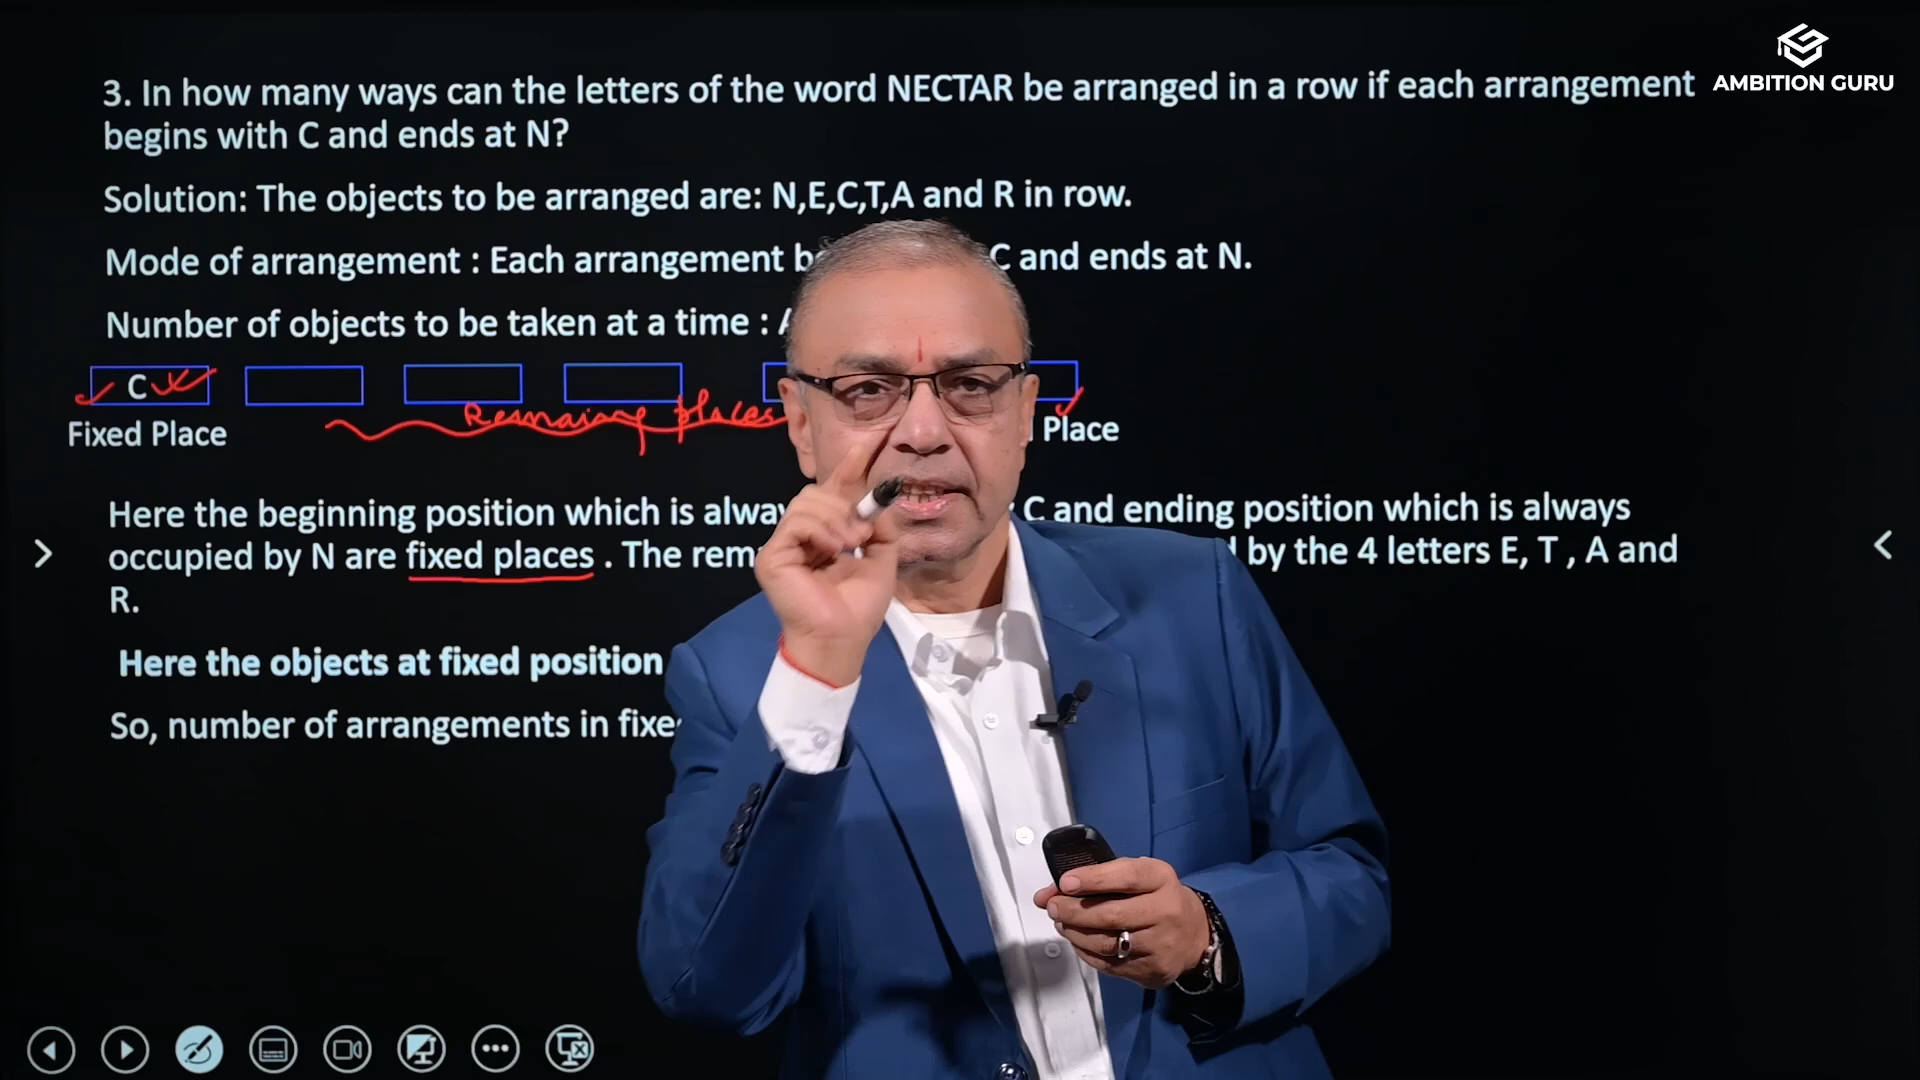 AMBITION GURU
3. In how many ways can the letters of the word NECTAR be arranged in a row if each arrangement
begins with C and ends at N?
Solution: The objects to be arranged are: N,E,C,T,A and R in row.
Mode of arrangement : Each arrangement C and ends at N.
Number of objects to be taken at a time :
C
Remaining places
Fixed Place Place
Here the beginning position which is C and ending position which is always
occupied by N are fixed places . The by the 4 letters E, T , A and
R.
Here the objects at fixed position
So, number of arrangements in